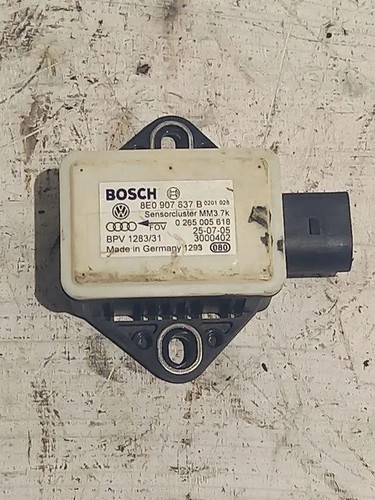 BOSCH
8E0 907 637 B 0201 028
Sensorcluster MM3.7k
FOV 0 265 005 618
25-07-05
BPV 1283/31 3000402
Made in Germany 1293 080